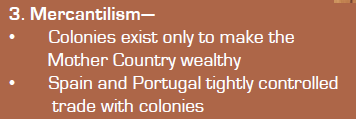 3. Mercantilism—
• Colonies exist only to make the
Mother Country wealthy
• Spain and Portugal tightly controlled
trade with colonies